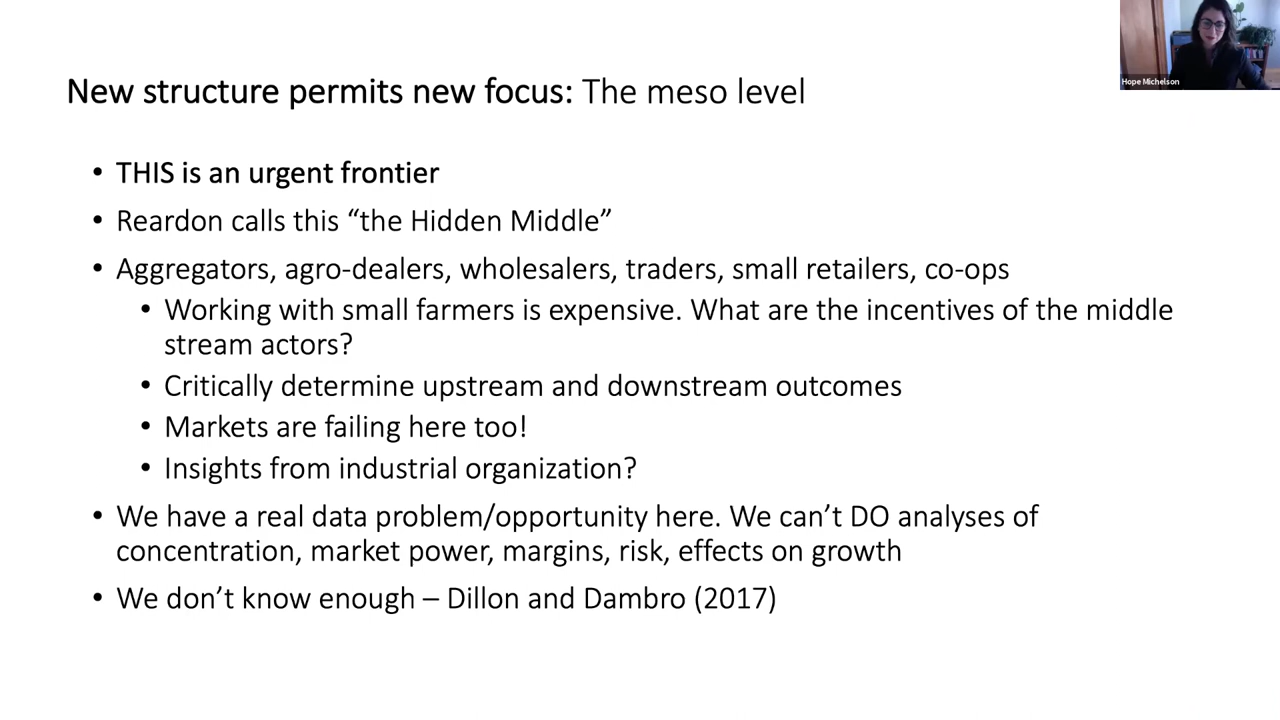 Hope Michelson
New structure permits new focus: The meso level
• THIS is an urgent frontier
• Reardon calls this “the Hidden Middle”
• Aggregators, agro-dealers, wholesalers, traders, small retailers, co-ops
• Working with small farmers is expensive. What are the incentives of the middle
stream actors?
• Critically determine upstream and downstream outcomes
• Markets are failing here too!
• Insights from industrial organization?
• We have a real data problem/opportunity here. We can’t DO analyses of
concentration, market power, margins, risk, effects on growth
• We don’t know enough – Dillon and Dambro (2017)